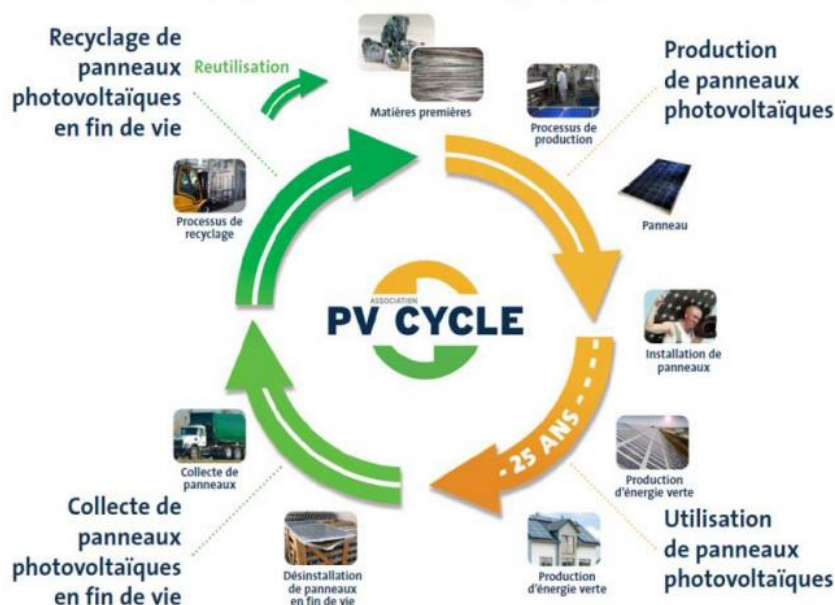 Recyclage de
panneaux
photovoltaïques
en fin de vie
Reutilisation
Matières premières
Processus de
production
Production
de panneaux
photovoltaïques
Panneau
Processus de
recyclage
ASSOCIATION
PV CYCLE
Installation de
panneaux
- 25 ANS -
Collecte de
panneaux
Production
d'énergie verte
Collecte de
panneaux
photovoltaïques
en fin de vie
Désinstallation
de panneaux
en fin de vie
Production
d'énergie verte
Utilisation
de panneaux
photovoltaïques